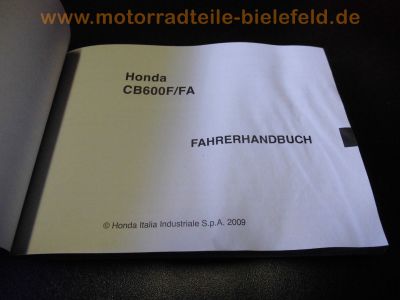 www.motorradteile-bielefeld.de
Honda
CB600F/FA
FAHRERHANDBUCH
© Honda Italia Industriale S.p.A. 2009